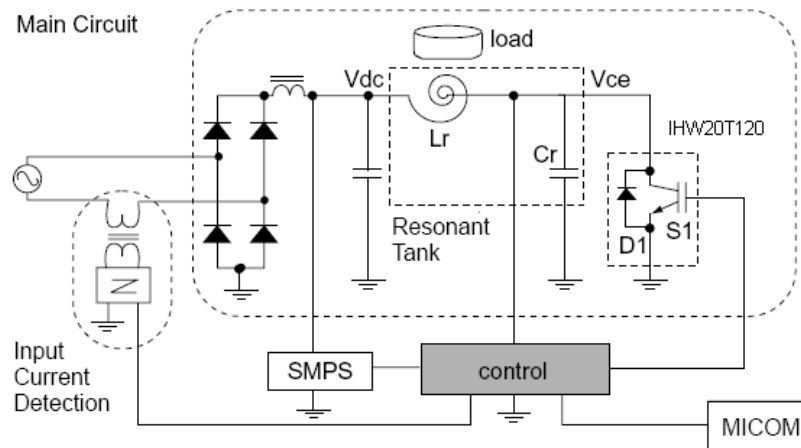 Main Circuit
load
Vdc
Vce
IHW20T120
Lr
Cr
Resonant
Tank
D1
S1
Input
Current
Detection
SMPS
control
MICOM